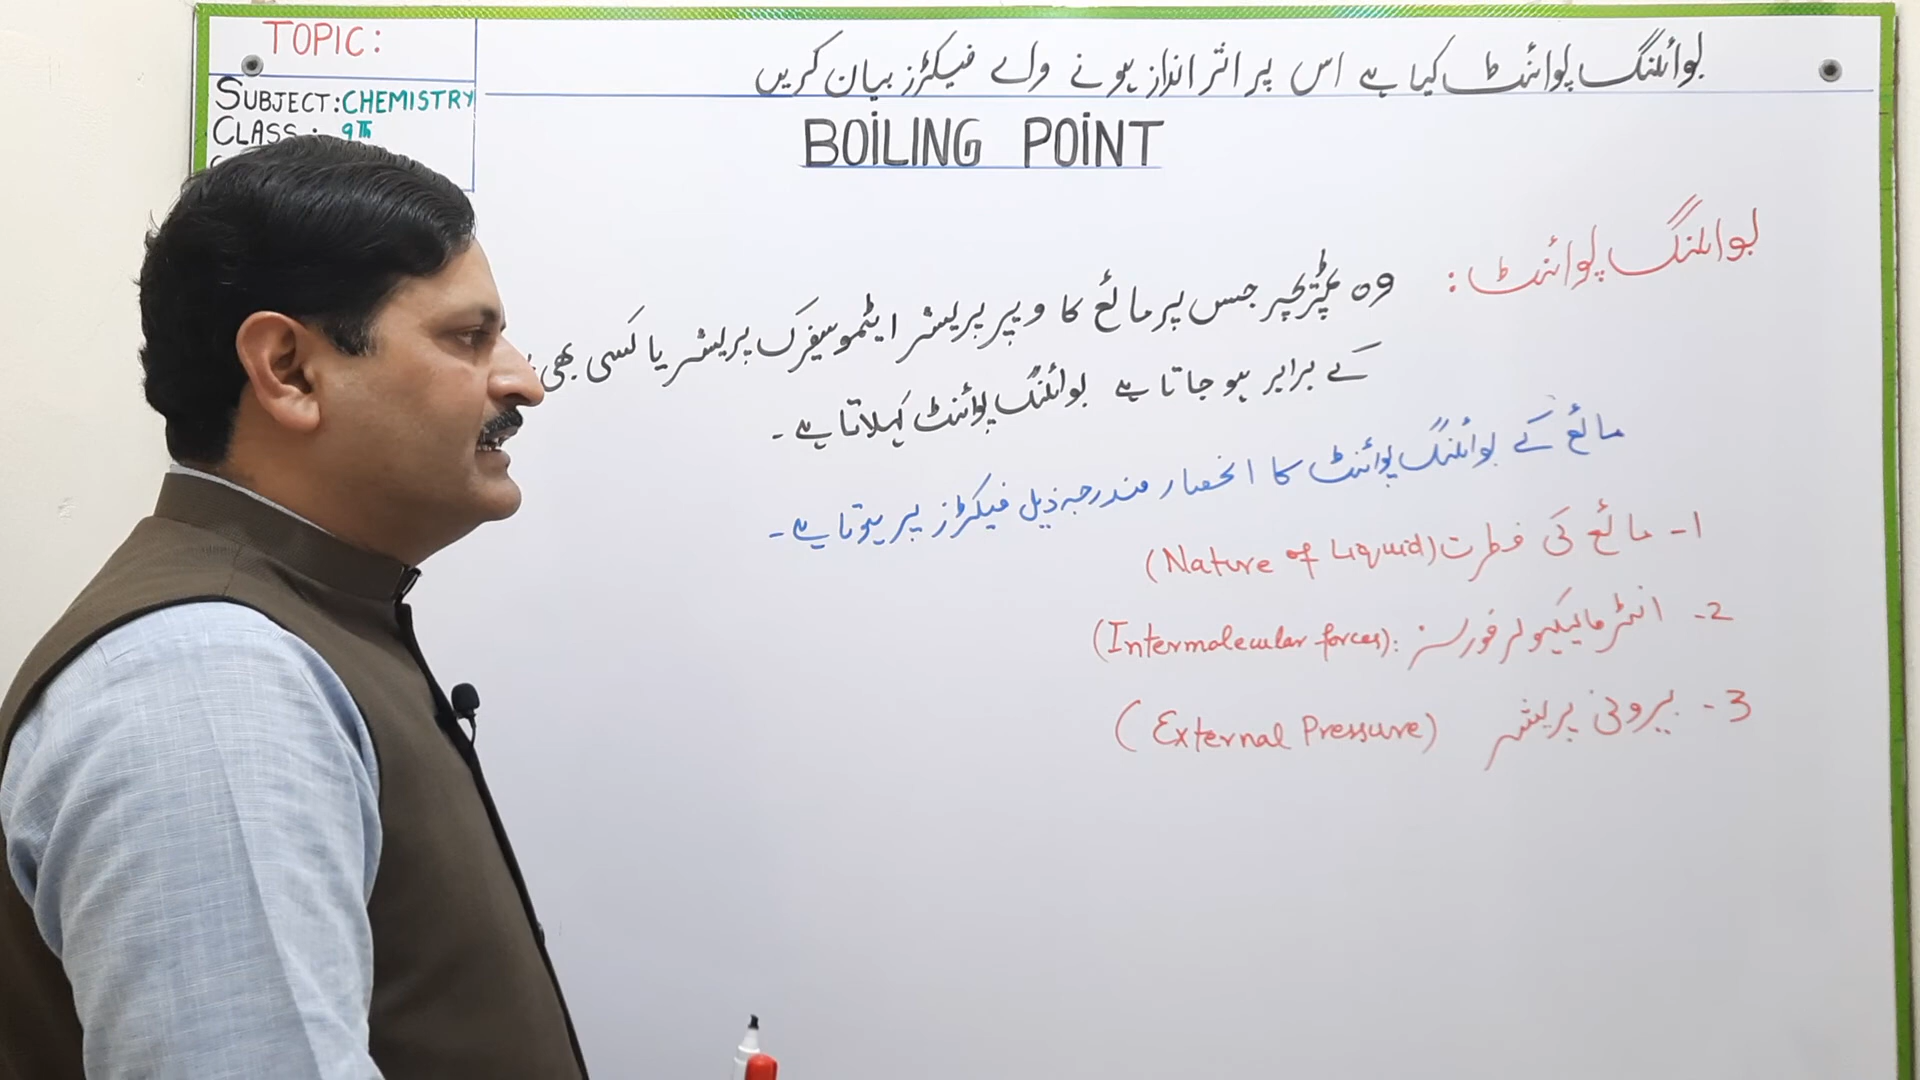 TOPIC:
SUBJECT: CHEMISTRY
CLASS: 9Th
بوائلنگ پوائنٹ کیا ہے اس پر اثر انداز ہونے والے فیکٹرز بیان کریں
BOiLING POiNT
بوائلنگ پوائنٹ :
وہ ٹمپریچر جس پر مائع کا ویپر پریشر ایٹموسفیرک پریشر یا کسی بھی
کے برابر ہو جاتا ہے بوائلنگ پوائنٹ کہلاتا ہے ۔
مائع کے بوائلنگ پوائنٹ کا انحصار مندرجہ ذیل فیکٹرز پر ہوتا ہے ۔
1- مائع کی فطرت (Nature of Liquid)
2- انٹرمالیکیولر فورسز :(Intermolecular forces)
3- بیرونی پریشر (External Pressure)